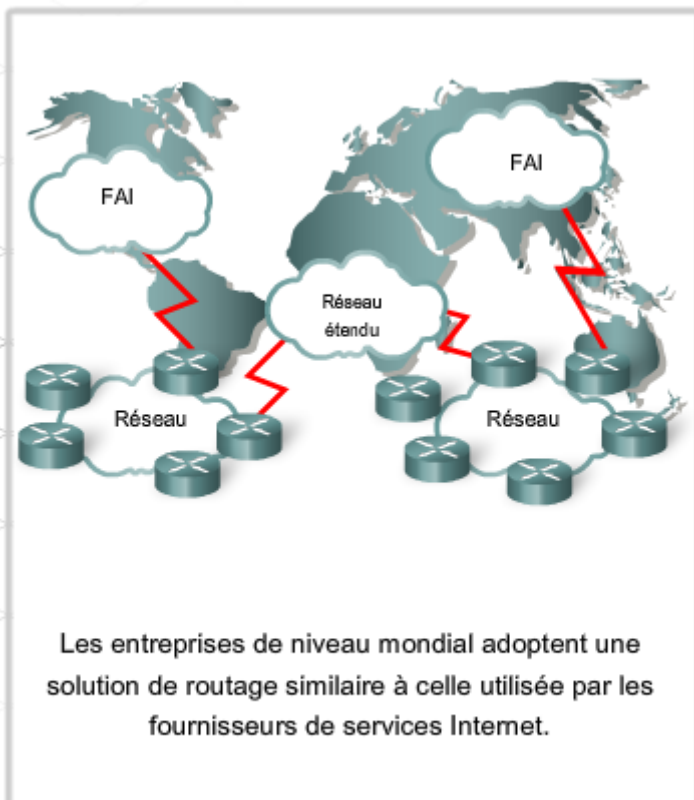 FAI
FAI
Réseau
étendu
Réseau
Réseau
Les entreprises de niveau mondial adoptent une
solution de routage similaire à celle utilisée par les
fournisseurs de services Internet.